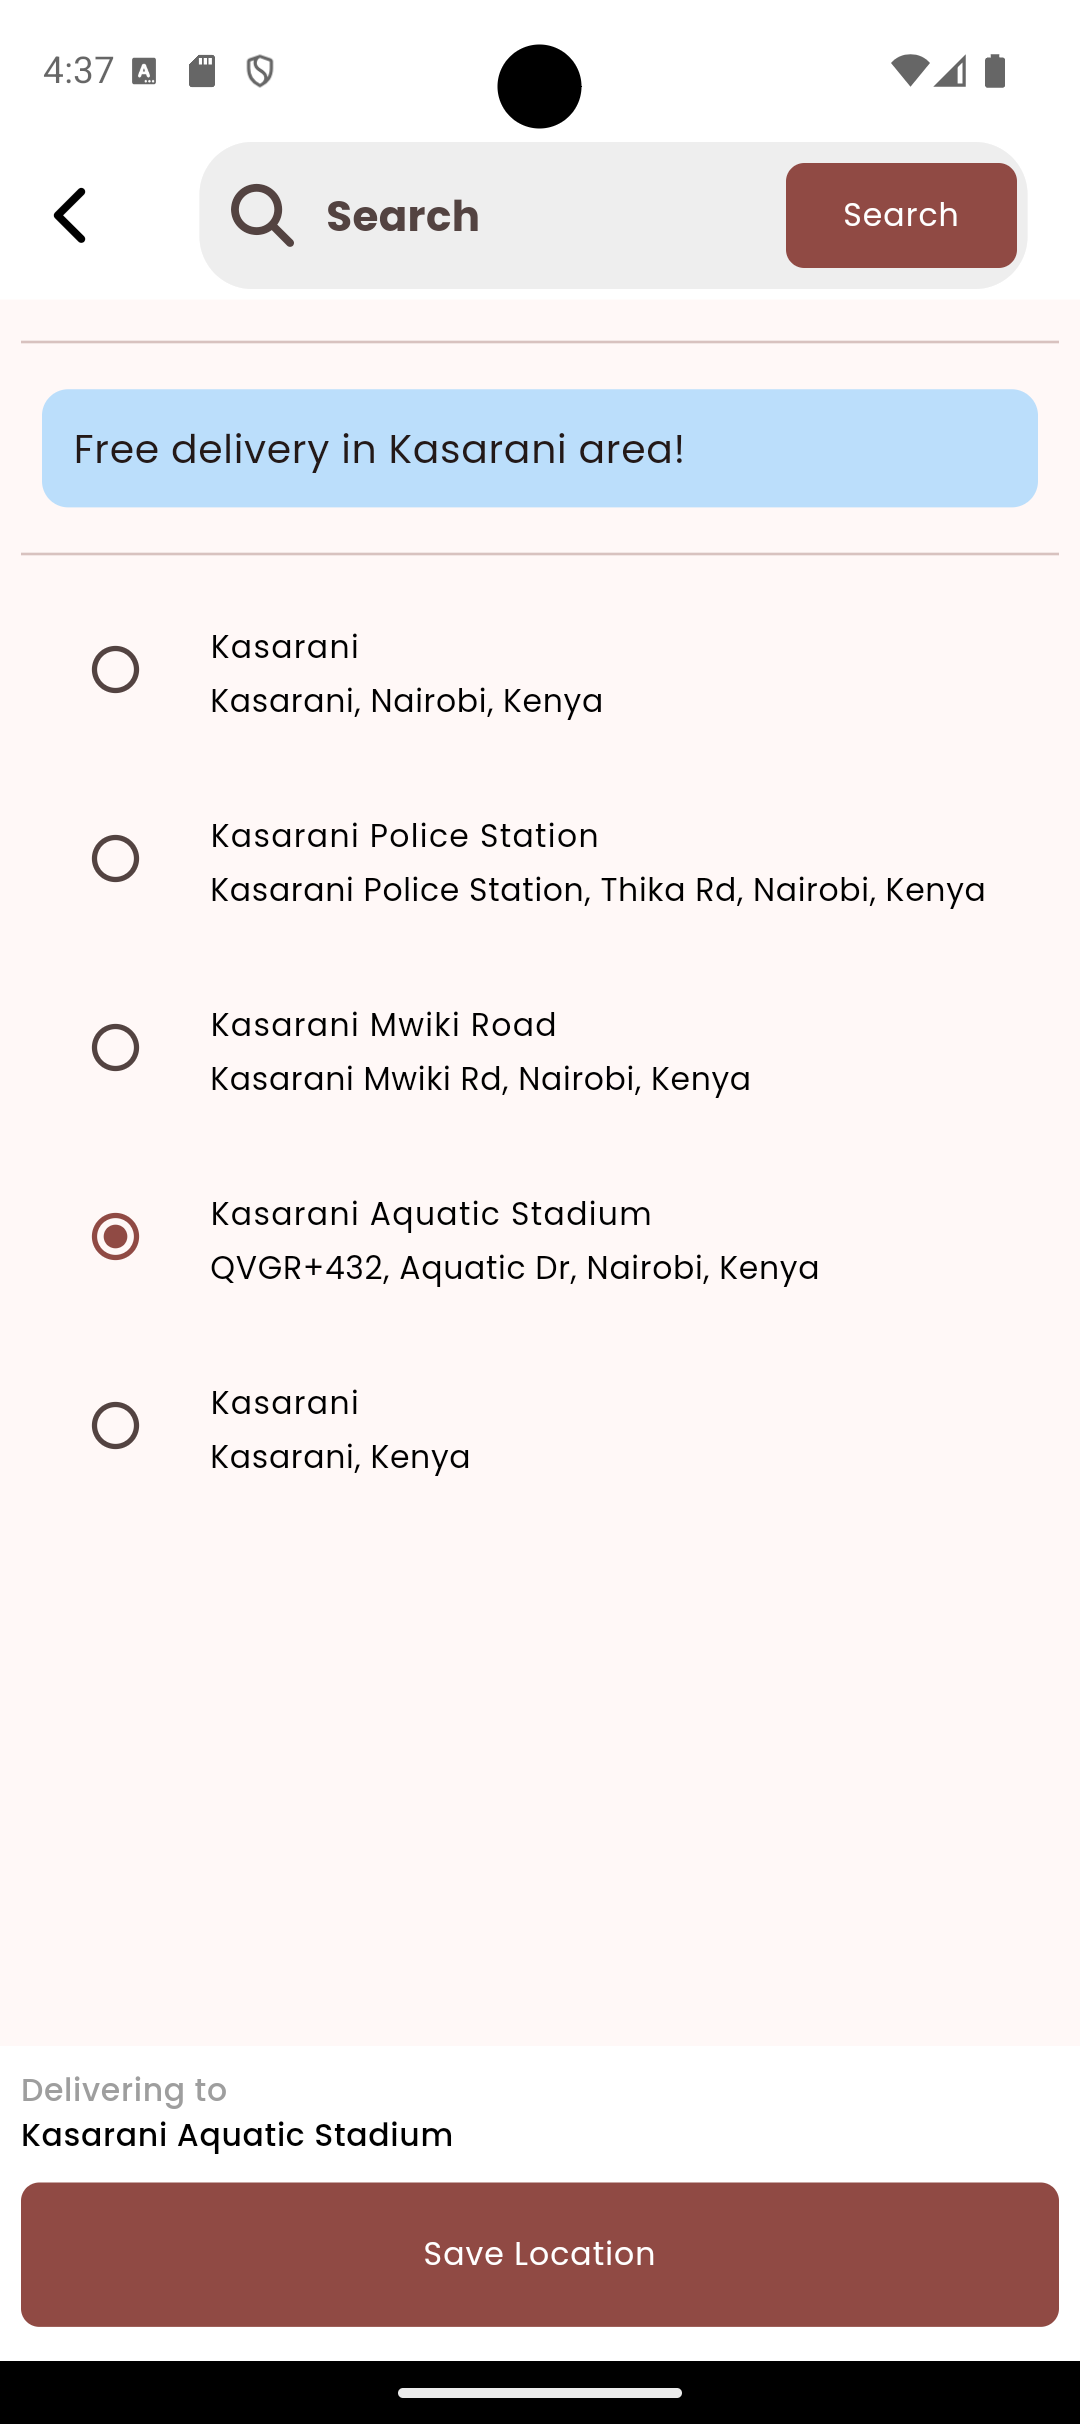 4:37
Search
Search
Free delivery in Kasarani area!
Kasarani
Kasarani, Nairobi, Kenya
Kasarani Police Station
Kasarani Police Station, Thika Rd, Nairobi, Kenya
Kasarani Mwiki Road
Kasarani Mwiki Rd, Nairobi, Kenya
Kasarani Aquatic Stadium
QVGR+432, Aquatic Dr, Nairobi, Kenya
Kasarani
Kasarani, Kenya
Delivering to
Kasarani Aquatic Stadium
Save Location